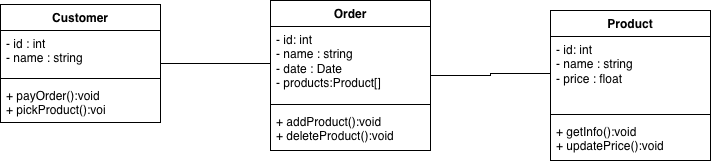 Customer
- id : int
- name : string
+ payOrder():void
+ pickProduct():voi
Order
- id: int
- name : string
- date : Date
- products:Product[]
+ addProduct():void
+ deleteProduct():void
Product
- id: int
- name : string
- price : float
+ getInfo():void
+ updatePrice():void